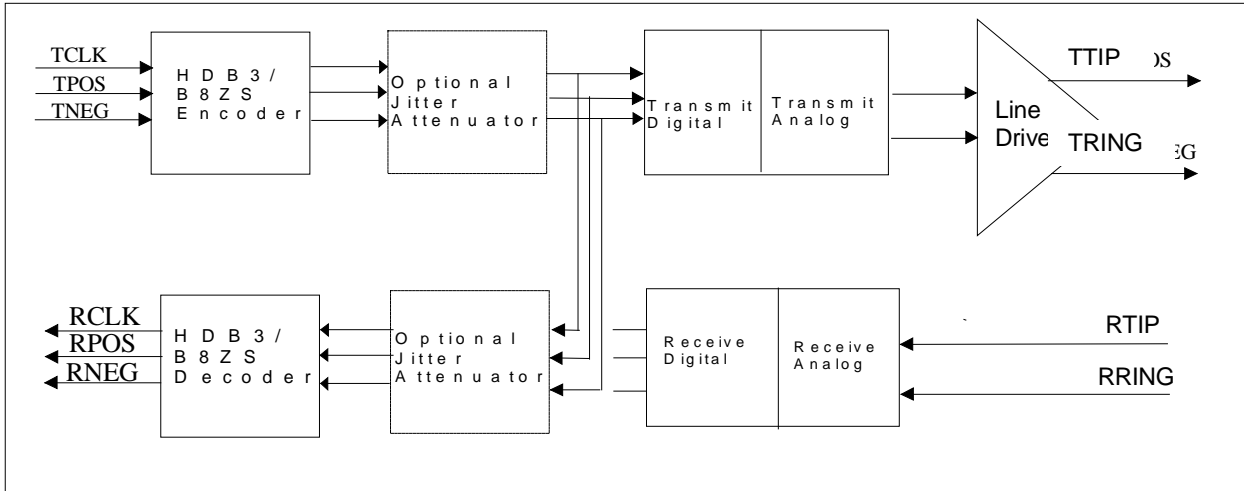 TCLK
TPOS
TNEG
HDB3/
B8ZS
Encoder
Optional
Jitter
Attenuator
Transmit
Digital
Transmit
Analog
Line
Drive
TTIP
TRING
RCLK
RPOS
RNEG
HDB3/
B8ZS
Decoder
Optional
Jitter
Attenuator
Receive
Digital
Receive
Analog
RTIP
RRING